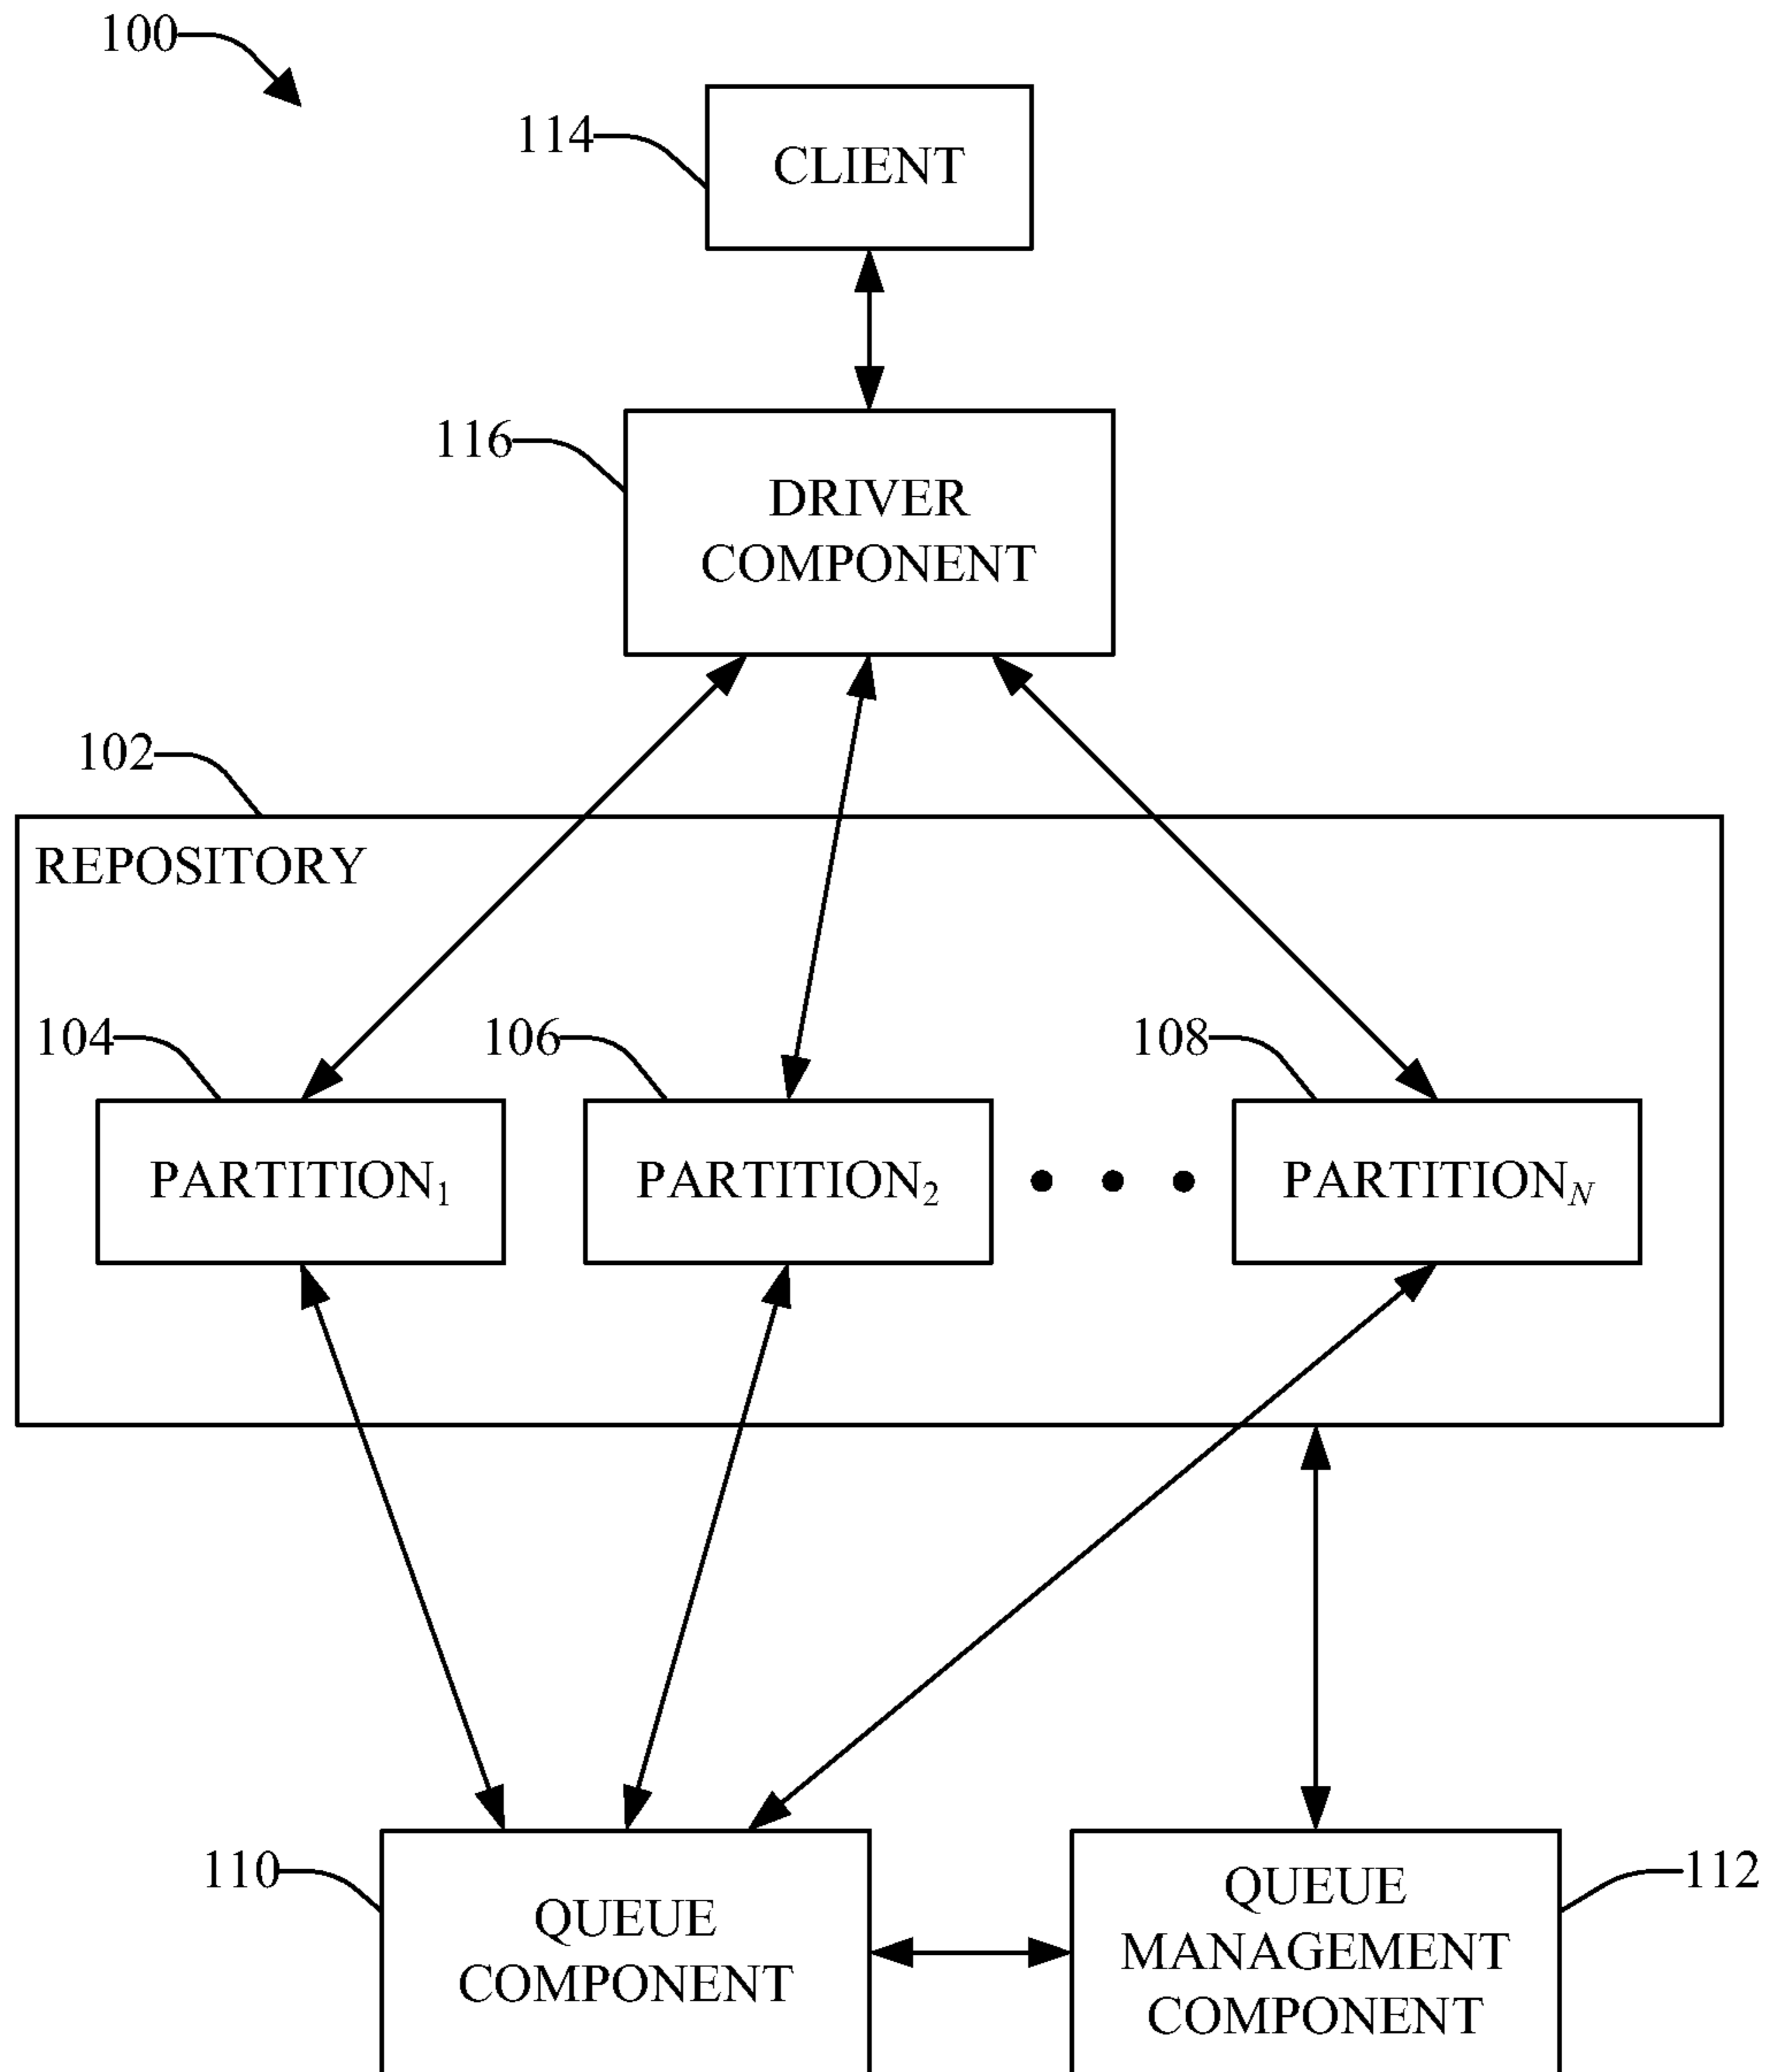 100
114
CLIENT
116
DRIVER
COMPONENT
102
REPOSITORY
104
106
108
PARTITION1
PARTITION2
PARTITIONN
110
QUEUE
COMPONENT
QUEUE
MANAGEMENT
COMPONENT
112